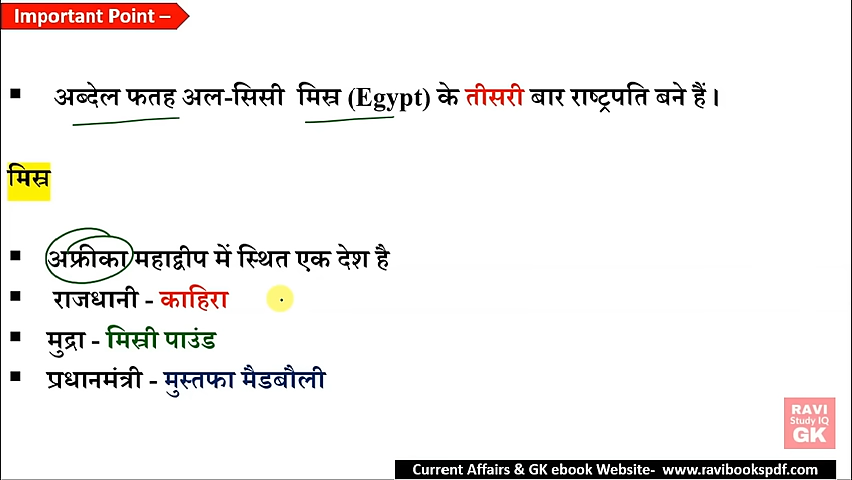 Important Point –
▪ अब्देल फतह अल-सिसी मिस्र (Egypt) के तीसरी बार राष्ट्रपति बने हैं।
मिस्र
▪ अफ्रीका महाद्वीप में स्थित एक देश है
▪ राजधानी - काहिरा
▪ मुद्रा - मिस्री पाउंड
▪ प्रधानमंत्री - मुस्तफा मैडबौली
RAVI
Study IQ
GK
Current Affairs & GK ebook Website- www.ravibookspdf.com